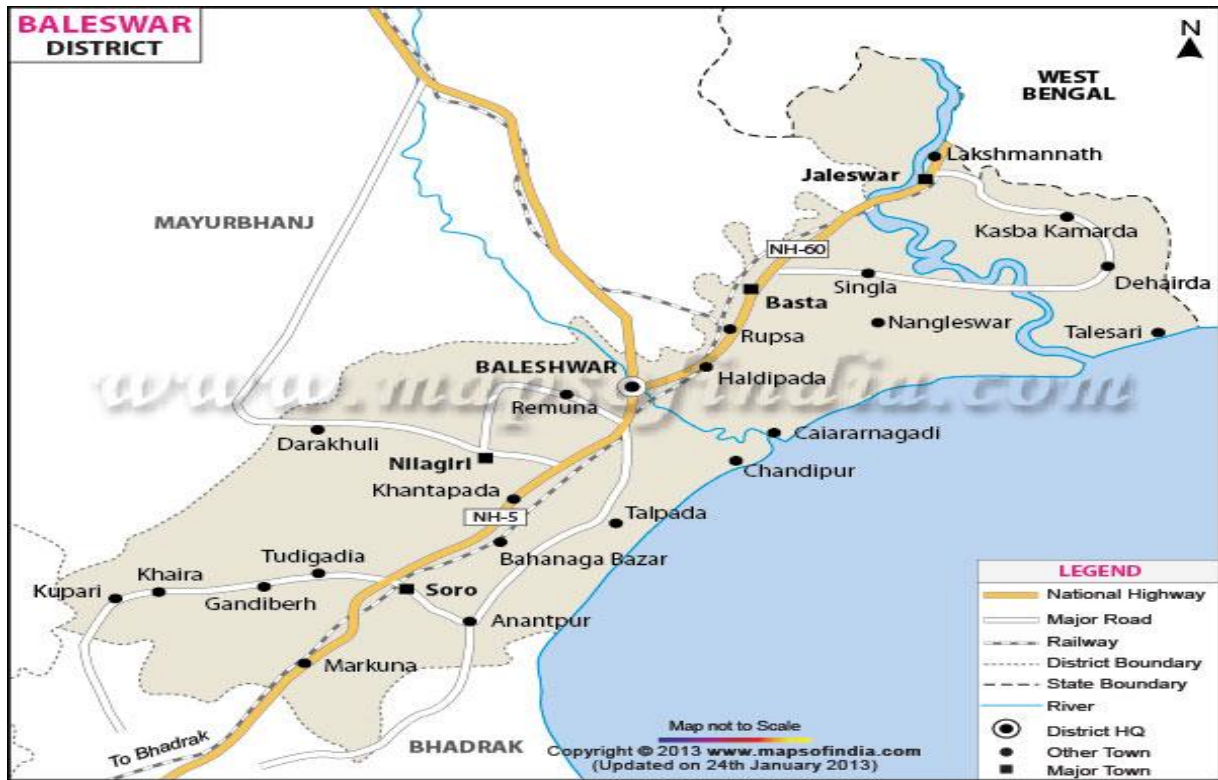 BALESWAR
DISTRICT
N
WEST
BENGAL
Lakshmannath
Jaleswar
MAYURBHANJ
Kasba Kamarda
NH-60
Singla
Dehairda
Basta
Nangleswar
Talesari
Rupsa
BALESHWAR
Haldipada
www.mapsofindia.com
Remuna
Darakhuli
Caiararnagadi
Nilagiri
Chandipur
Khantapada
NH-5
Talpada
Tudigadia
Bahanaga Bazar
Khaira
Kupari
Soro
Gandiberh
Anantpur
Markuna
To Bhadrak
BHADRAK
LEGEND
National Highway
Major Road
Railway
District Boundary
State Boundary
River
District HQ
Other Town
Major Town
Map not to Scale
Copyright © 2013 www.mapsofindia.com
(Updated on 24th January 2013)